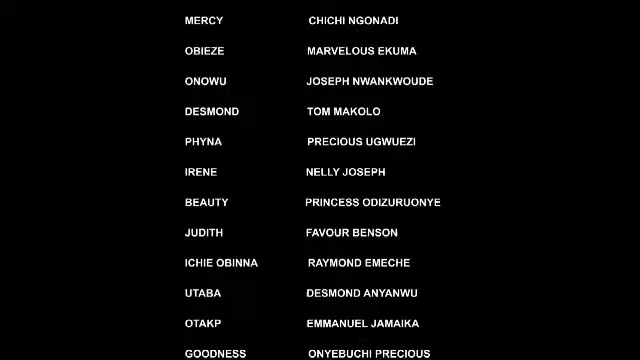 MERCY CHICHI NGONADI
OBIEZE MARVELOUS EKUMA
ONOWU JOSEPH NWANKWOUDE
DESMOND TOM MAKOLO
PHYNA PRECIOUS UGWUEZI
IRENE NELLY JOSEPH
BEAUTY PRINCESS ODIZURUONYE
JUDITH FAVOUR BENSON
ICHIE OBINNA RAYMOND EMECHE
UTABA DESMOND ANYANWU
OTAKP EMMANUEL JAMAIKA
GOODNESS ONYEBUCHI PRECIOUS